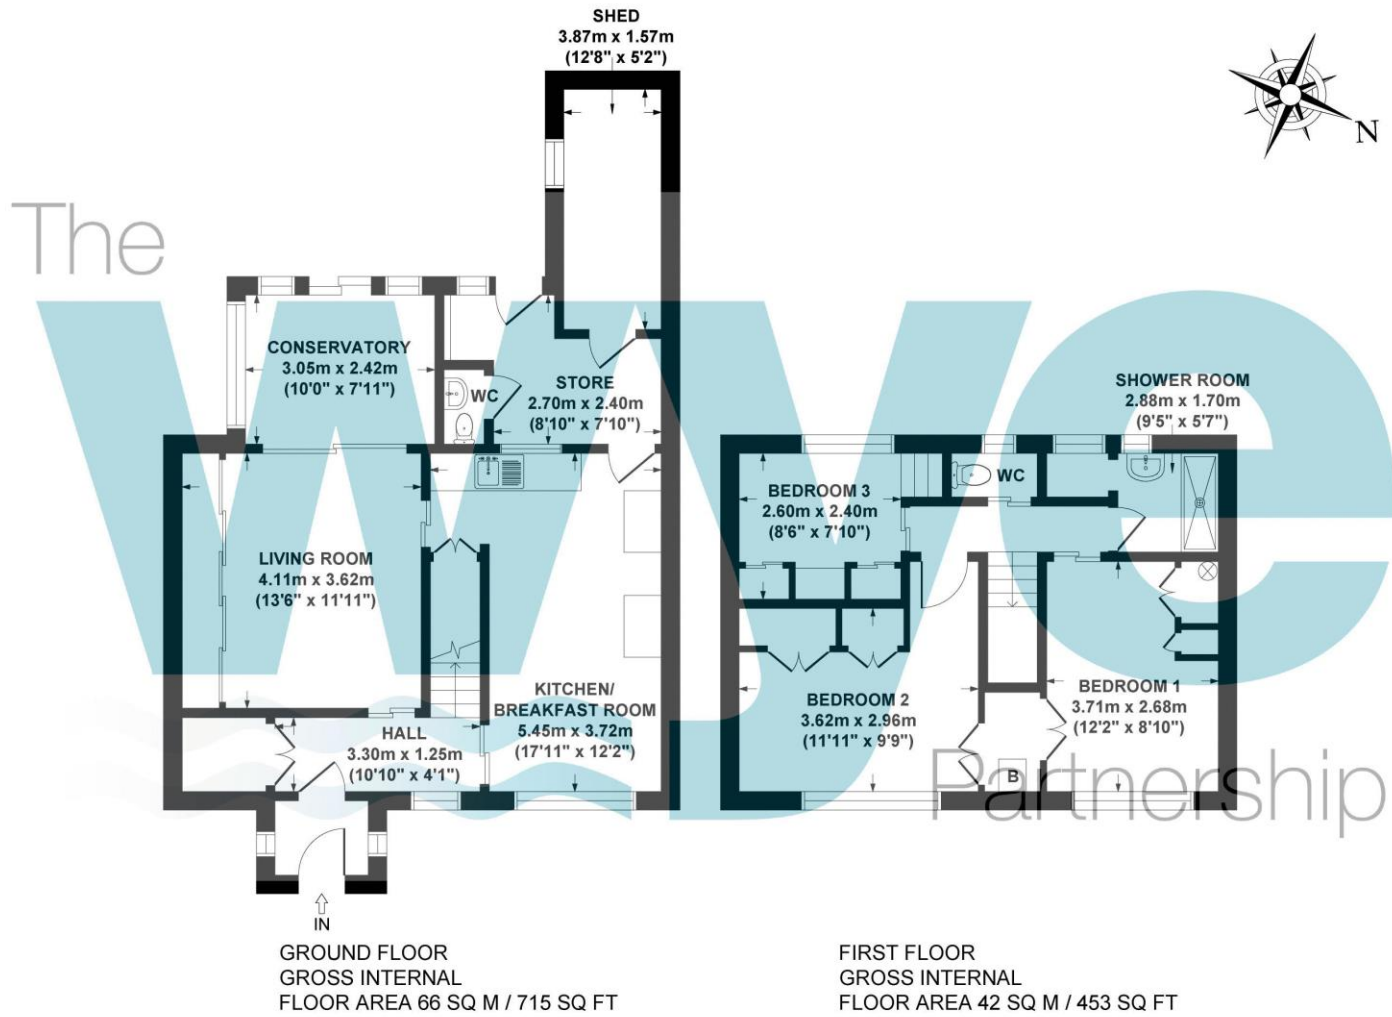 SHED
3.87m x 1.57m
(12'8" x 5'2")
N
The
wye
Partnership
CONSERVATORY
3.05m x 2.42m
(10'0" x 7'11")
WC
STORE
2.70m x 2.40m
(8'10" x 7'10")
LIVING ROOM
4.11m x 3.62m
(13'6" x 11'11")
KITCHEN/
BREAKFAST ROOM
5.45m x 3.72m
(17'11" x 12'2")
HALL
3.30m x 1.25m
(10'10" x 4'1")
IN
GROUND FLOOR
GROSS INTERNAL
FLOOR AREA 66 SQ M / 715 SQ FT
SHOWER ROOM
2.88m x 1.70m
(9'5" x 5'7")
WC
BEDROOM 3
2.60m x 2.40m
(8'6" x 7'10")
BEDROOM 2
3.62m x 2.96m
(11'11" x 9'9")
BEDROOM 1
3.71m x 2.68m
(12'2" x 8'10")
B
FIRST FLOOR
GROSS INTERNAL
FLOOR AREA 42 SQ M / 453 SQ FT